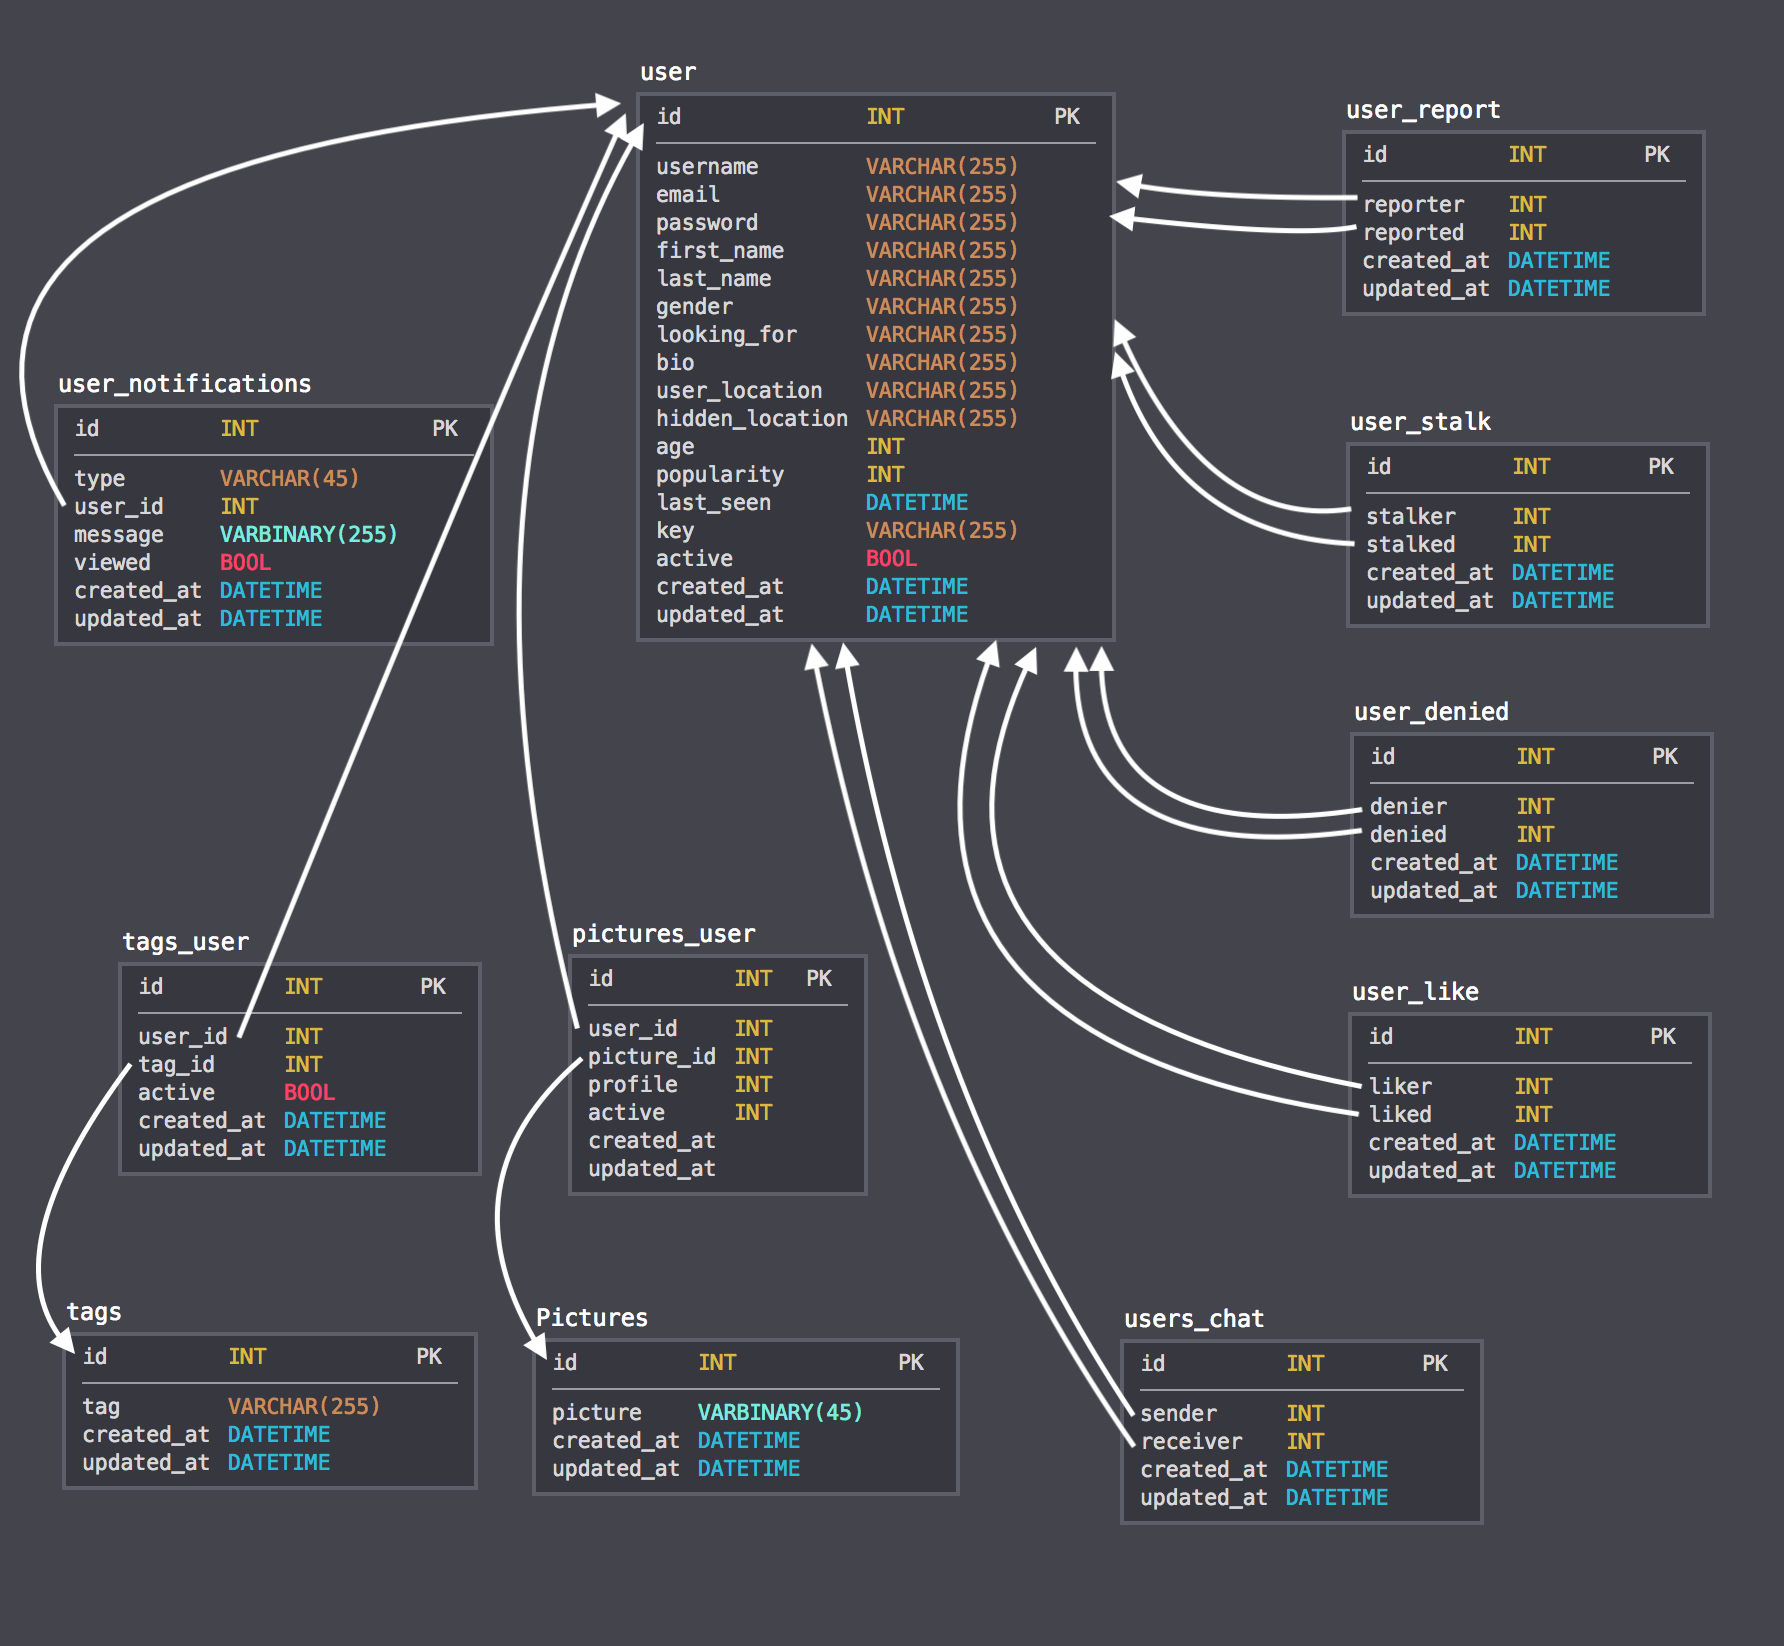 user
id INT PK
username VARCHAR(255)
email VARCHAR(255)
password VARCHAR(255)
first_name VARCHAR(255)
last_name VARCHAR(255)
gender VARCHAR(255)
looking_for VARCHAR(255)
bio VARCHAR(255)
user_location VARCHAR(255)
hidden_location VARCHAR(255)
age INT
popularity INT
last_seen DATETIME
key VARCHAR(255)
active BOOL
created_at DATETIME
updated_at DATETIME
user_report
id INT PK
reporter INT
reported INT
created_at DATETIME
updated_at DATETIME
user_notifications
id INT PK
type VARCHAR(45)
user_id INT
message VARBINARY(255)
viewed BOOL
created_at DATETIME
updated_at DATETIME
user_stalk
id INT PK
stalker INT
stalked INT
created_at DATETIME
updated_at DATETIME
user_denied
id INT PK
denier INT
denied INT
created_at DATETIME
updated_at DATETIME
tags_user
id INT PK
user_id INT
tag_id INT
active BOOL
created_at DATETIME
updated_at DATETIME
pictures_user
id INT PK
user_id INT
picture_id INT
profile INT
active INT
created_at
updated_at
user_like
id INT PK
liker INT
liked INT
created_at DATETIME
updated_at DATETIME
tags
id INT PK
tag VARCHAR(255)
created_at DATETIME
updated_at DATETIME
Pictures
id INT PK
picture VARBINARY(45)
created_at DATETIME
updated_at DATETIME
users_chat
id INT PK
sender INT
receiver INT
created_at DATETIME
updated_at DATETIME